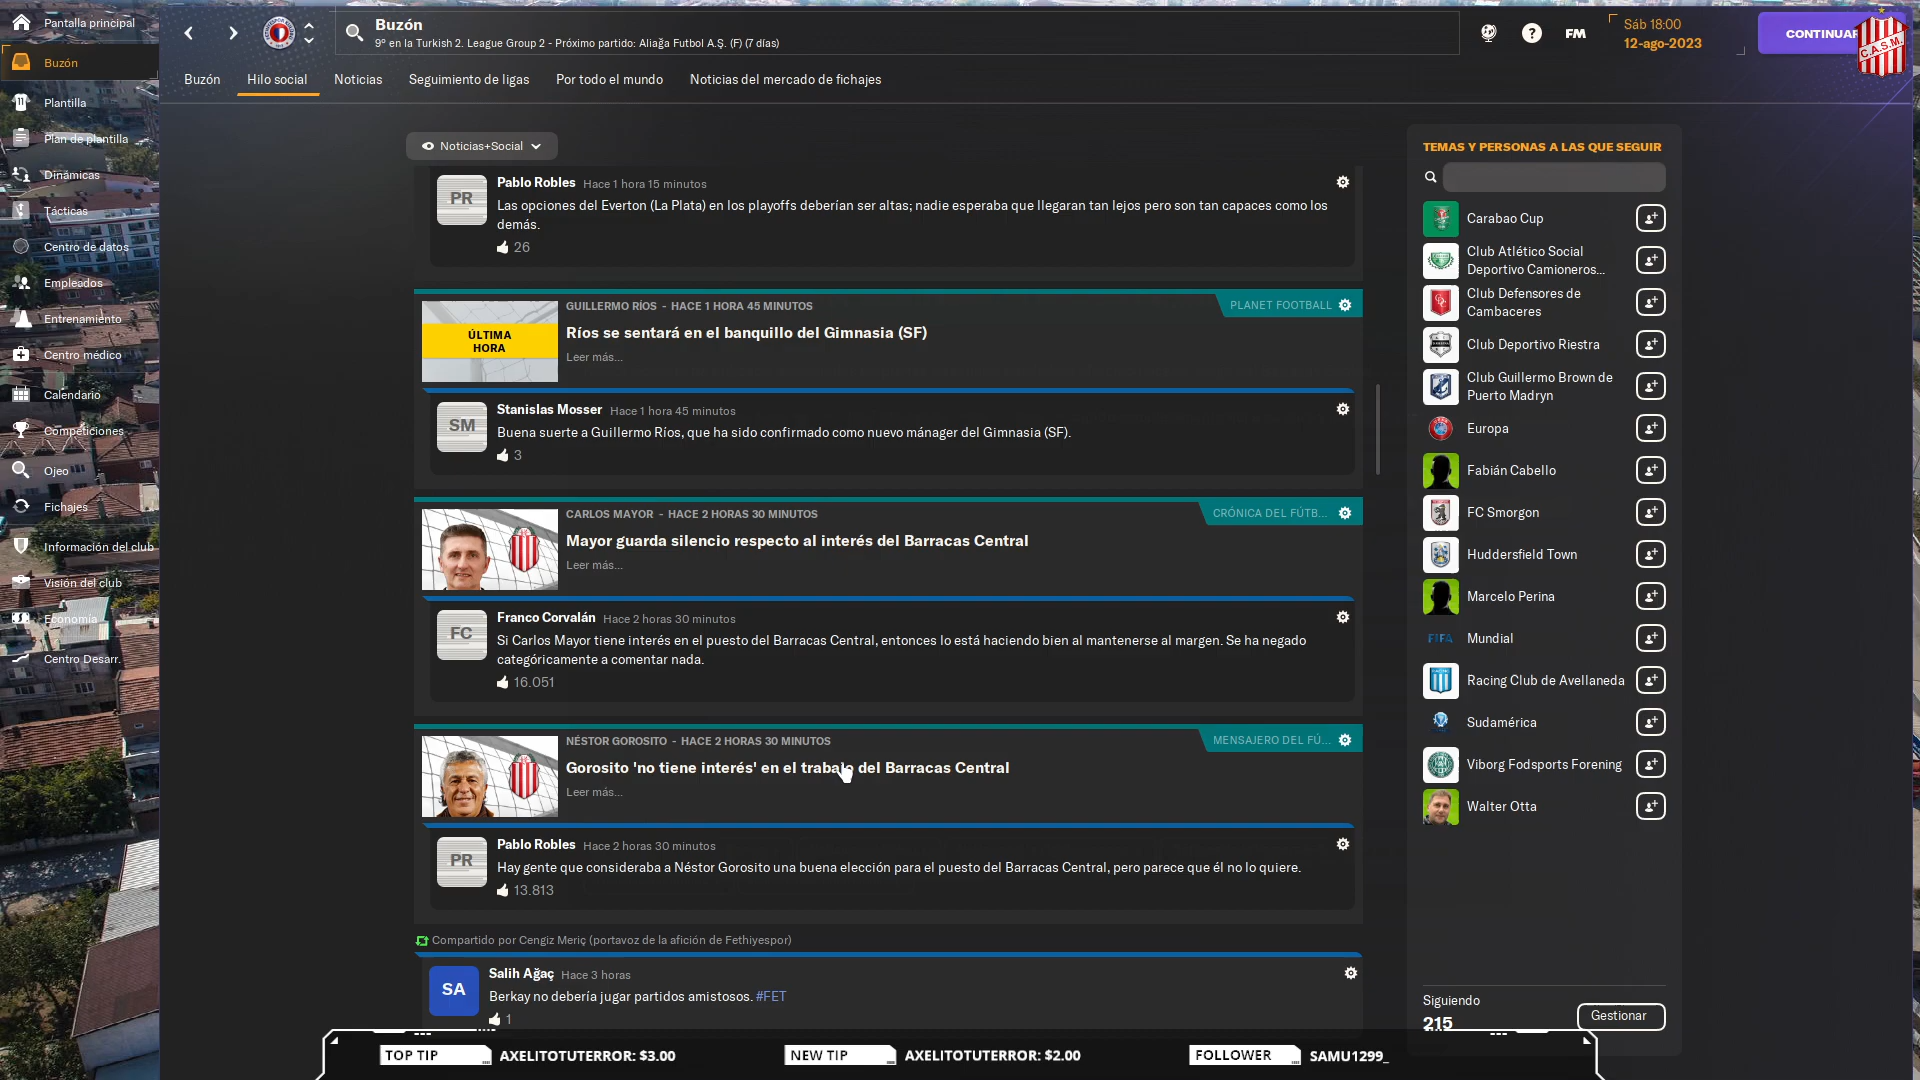 Pantalla principal
Buzón
Plantilla
Plan de plantilla
Dinámicas
Tácticas
Centro de datos
Empleados
Entrenamiento
Centro médico
Calendario
Competiciones
Ojeo
Fichajes
Información del club
Visión del club
Economía
Centro Desarr.
Buzón
9º en la Turkish 2. League Group 2 - Próximo partido: Aliağa Futbol A.Ş. (F) (7 días)
FM
Sáb 18:00
12-ago-2023
CONTINUAR
C.A.S.M.
Buzón
Hilo social
Noticias
Seguimiento de ligas
Por todo el mundo
Noticias del mercado de fichajes
Noticias+Social
PR
Pablo Robles Hace 1 hora 15 minutos
Las opciones del Everton (La Plata) en los playoffs deberían ser altas; nadie esperaba que llegaran tan lejos pero son tan capaces como los
demás.
26
GUILLERMO RÍOS - HACE 1 HORA 45 MINUTOS
PLANET FOOTBALL
ÚLTIMA
HORA
Ríos se sentará en el banquillo del Gimnasia (SF)
Leer más...
SM
Stanislas Mosser Hace 1 hora 45 minutos
Buena suerte a Guillermo Ríos, que ha sido confirmado como nuevo mánager del Gimnasia (SF).
3
CARLOS MAYOR - HACE 2 HORAS 30 MINUTOS
CRÓNICA DEL FÚTB...
Mayor guarda silencio respecto al interés del Barracas Central
Leer más...
FC
Franco Corvalán Hace 2 horas 30 minutos
Si Carlos Mayor tiene interés en el puesto del Barracas Central, entonces lo está haciendo bien al mantenerse al margen. Se ha negado
categóricamente a comentar nada.
16.051
NÉSTOR GOROSITO - HACE 2 HORAS 30 MINUTOS
MENSAJERO DEL FÚ...
Gorosito 'no tiene interés' en el trabajo del Barracas Central
Leer más...
PR
Pablo Robles Hace 2 horas 30 minutos
Hay gente que consideraba a Néstor Gorosito una buena elección para el puesto del Barracas Central, pero parece que él no lo quiere.
13.813
Compartido por Cengiz Meriç (portavoz de la afición de Fethiyespor)
SA
Salih Ağaç Hace 3 horas
Berkay no debería jugar partidos amistosos. #FET
1
TEMAS Y PERSONAS A LAS QUE SEGUIR
Carabao Cup
Club Atlético Social
Deportivo Camioneros...
Club Defensores de
Cambaceres
Club Deportivo Riestra
Club Guillermo Brown de
Puerto Madryn
Europa
Fabián Cabello
FC Smorgon
Huddersfield Town
Marcelo Perina
FIFA
Mundial
Racing Club de Avellaneda
Sudamérica
Viborg Fodsports Forening
Walter Otta
Siguiendo
215
Gestionar
TOP TIP
AXELITOTUTERROR: $3.00
NEW TIP
AXELITOTUTERROR: $2.00
FOLLOWER
SAMU1299_